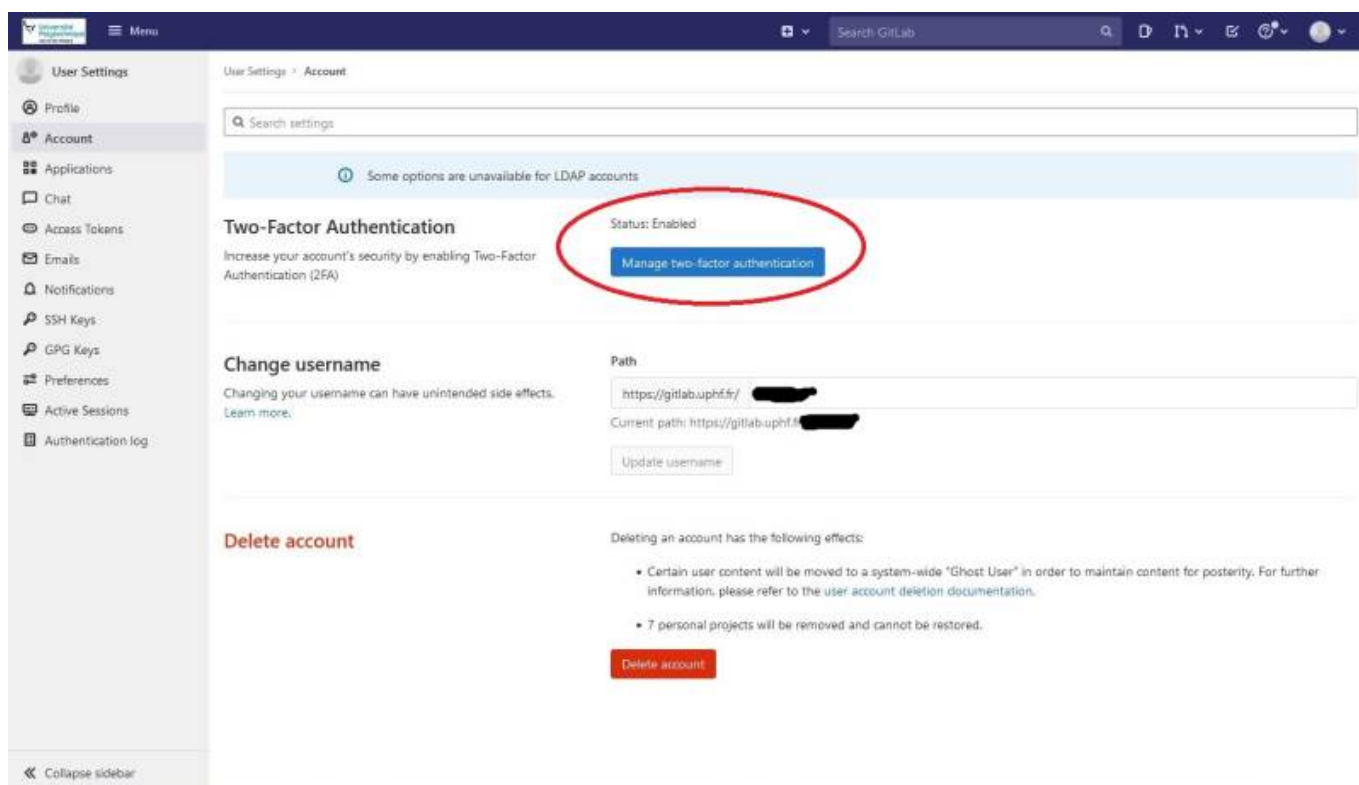 Menu
Search GitLab
User Settings
Profile
Account
Applications
Chat
Access Tokens
Emails
Notifications
SSH Keys
GPG Keys
Preferences
Active Sessions
Authentication log
Collapse sidebar
User Settings > Account
Search settings
Some options are unavailable for LDAP accounts
Two-Factor Authentication
Increase your account's security by enabling Two-Factor
Authentication (2FA)
Status: Enabled
Manage two-factor authentication
Change username
Changing your username can have unintended side effects.
Learn more.
Path
https://gitlab.uphf.fr/
Current path: https://gitlab.uphf.f
Update username
Delete account
Deleting an account has the following effects:
• Certain user content will be moved to a system-wide "Ghost User" in order to maintain content for posterity. For further
information, please refer to the user account deletion documentation.
• 7 personal projects will be removed and cannot be restored.
Delete account